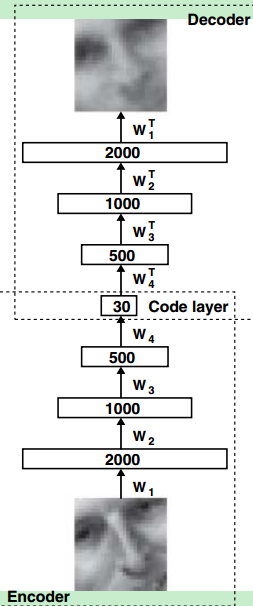 Decoder
W₁ᵀ
2000
W₂ᵀ
1000
W₃ᵀ
500
W₄ᵀ
30 Code layer
W₄
500
W₃
1000
W₂
2000
W₁
Encoder